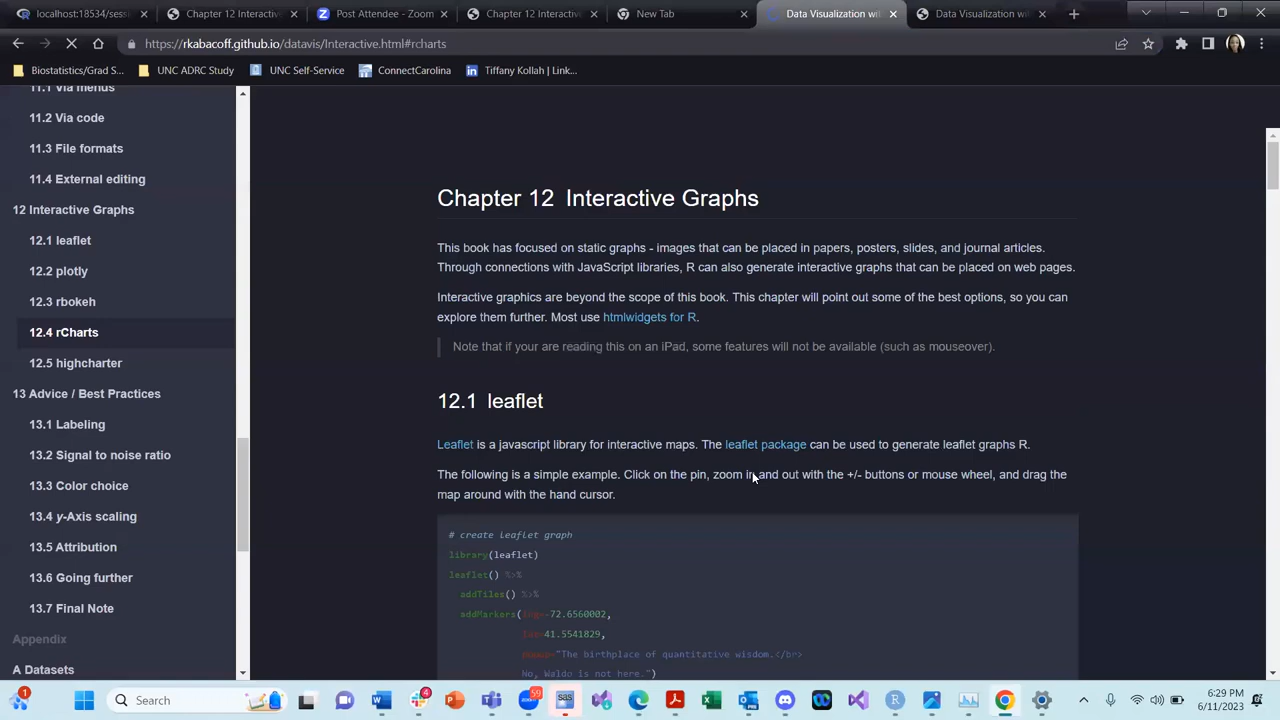 localhost:18534/sessi
Chapter 12 Interactive
Post Attendee - Zoom
Chapter 12 Interactive
New Tab
Data Visualization wit
Data Visualization wit
https://rkabacoff.github.io/datavis/Interactive.html#rcharts
Biostatistics/Grad S...
UNC ADRC Study
UNC Self-Service
ConnectCarolina
Tiffany Kollah | Link...
11.1 Via menus
11.2 Via code
11.3 File formats
11.4 External editing
12 Interactive Graphs
12.1 leaflet
12.2 plotly
12.3 rbokeh
12.4 rCharts
12.5 highcharter
13 Advice / Best Practices
13.1 Labeling
13.2 Signal to noise ratio
13.3 Color choice
13.4 y-Axis scaling
13.5 Attribution
13.6 Going further
13.7 Final Note
Appendix
A Datasets
Chapter 12 Interactive Graphs
This book has focused on static graphs - images that can be placed in papers, posters, slides, and journal articles.
Through connections with JavaScript libraries, R can also generate interactive graphs that can be placed on web pages.
Interactive graphics are beyond the scope of this book. This chapter will point out some of the best options, so you can
explore them further. Most use htmlwidgets for R.
Note that if your are reading this on an iPad, some features will not be available (such as mouseover).
12.1 leaflet
Leaflet is a javascript library for interactive maps. The leaflet package can be used to generate leaflet graphs R.
The following is a simple example. Click on the pin, zoom in and out with the +/- buttons or mouse wheel, and drag the
map around with the hand cursor.
# create leaflet graph
library(leaflet)
leaflet() %>%
addTiles() %>%
addMarkers(lng=-72.6560002,
lat=41.5541829,
popup="The birthplace of quantitative wisdom.</br>
No, Waldo is not here.")
1
Search
4
59
sas
6:29 PM
6/11/2023